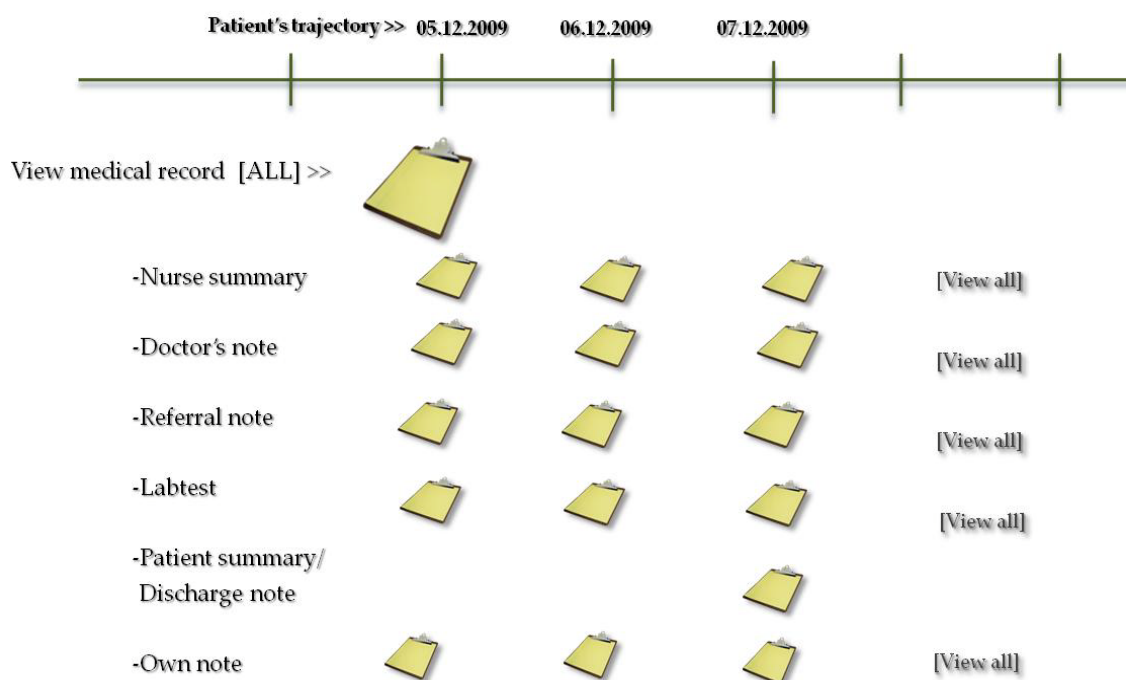 Patient's trajectory >> 05.12.2009 06.12.2009 07.12.2009
View medical record [ALL] >>
-Nurse summary [View all]
-Doctor's note [View all]
-Referral note [View all]
-Labtest [View all]
-Patient summary/
Discharge note
-Own note [View all]